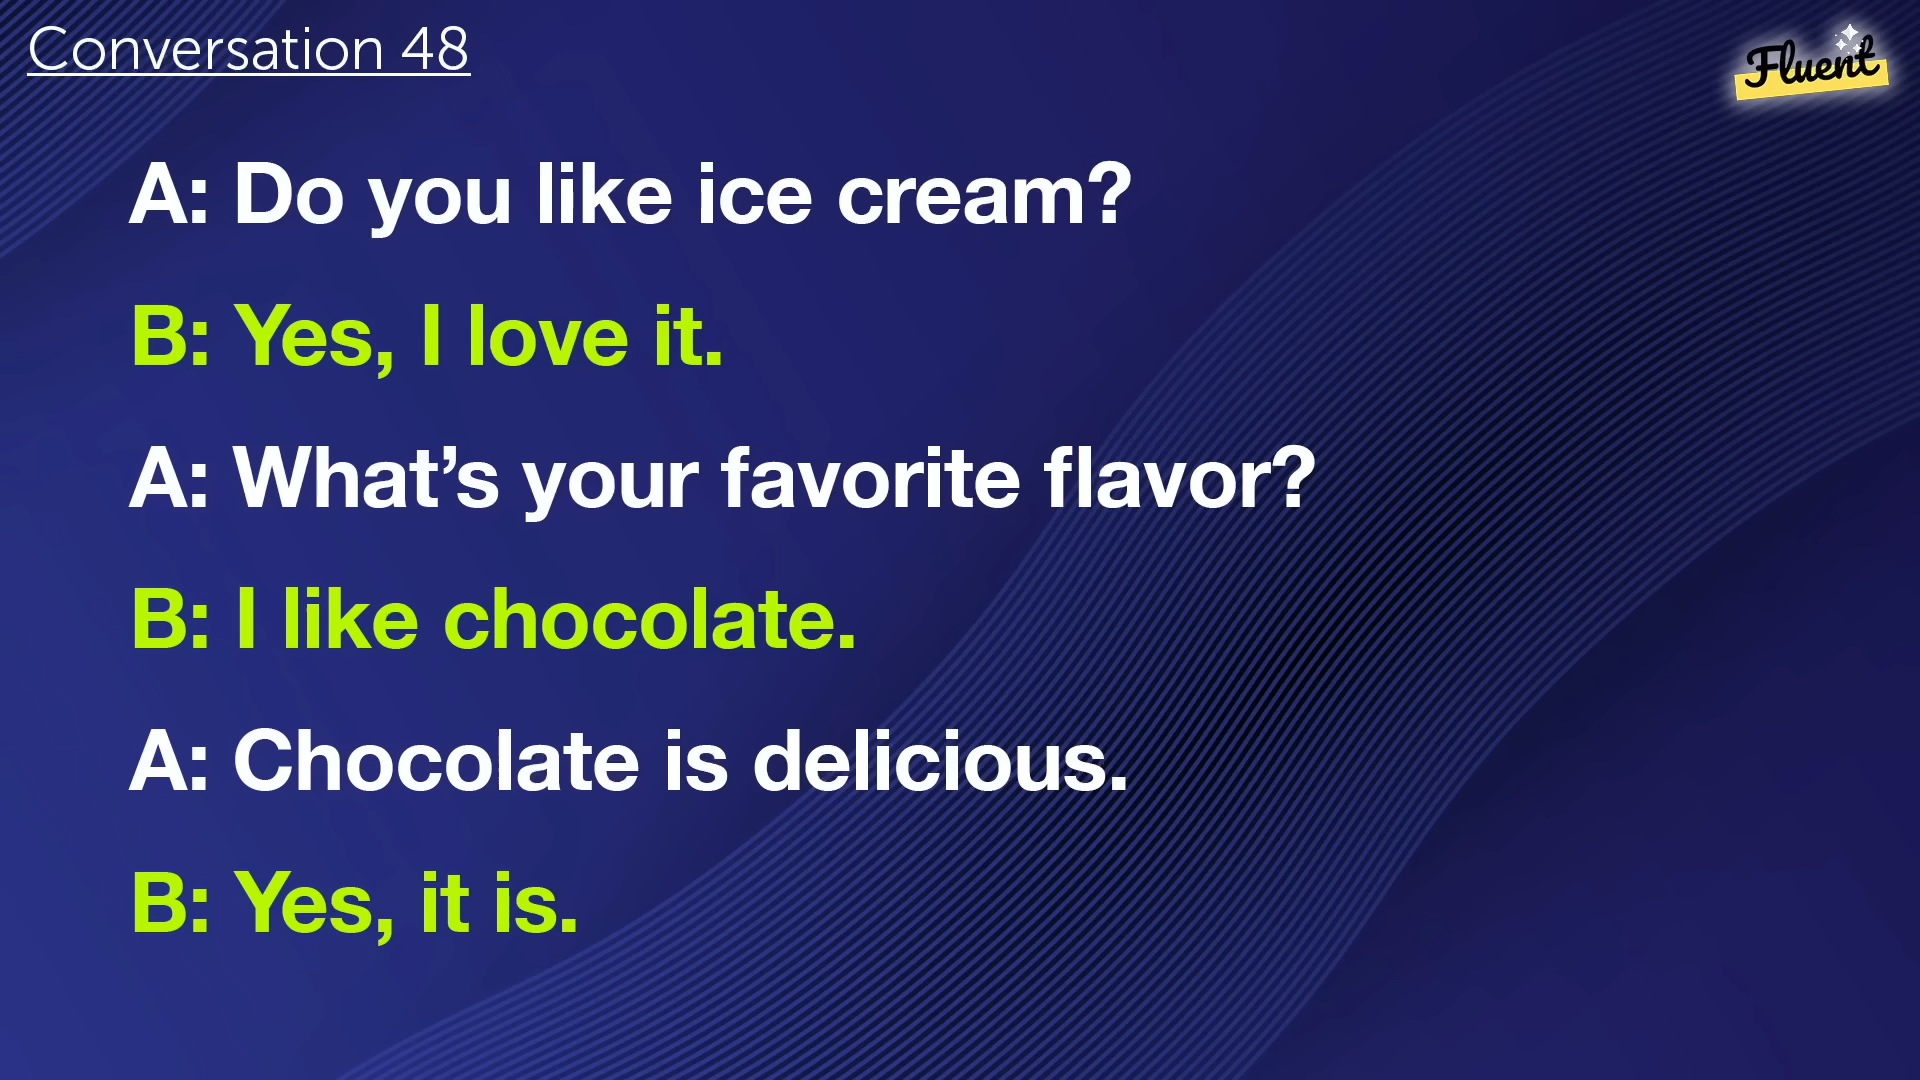 Conversation 48
Fluent
A: Do you like ice cream?
B: Yes, I love it.
A: What’s your favorite flavor?
B: I like chocolate.
A: Chocolate is delicious.
B: Yes, it is.